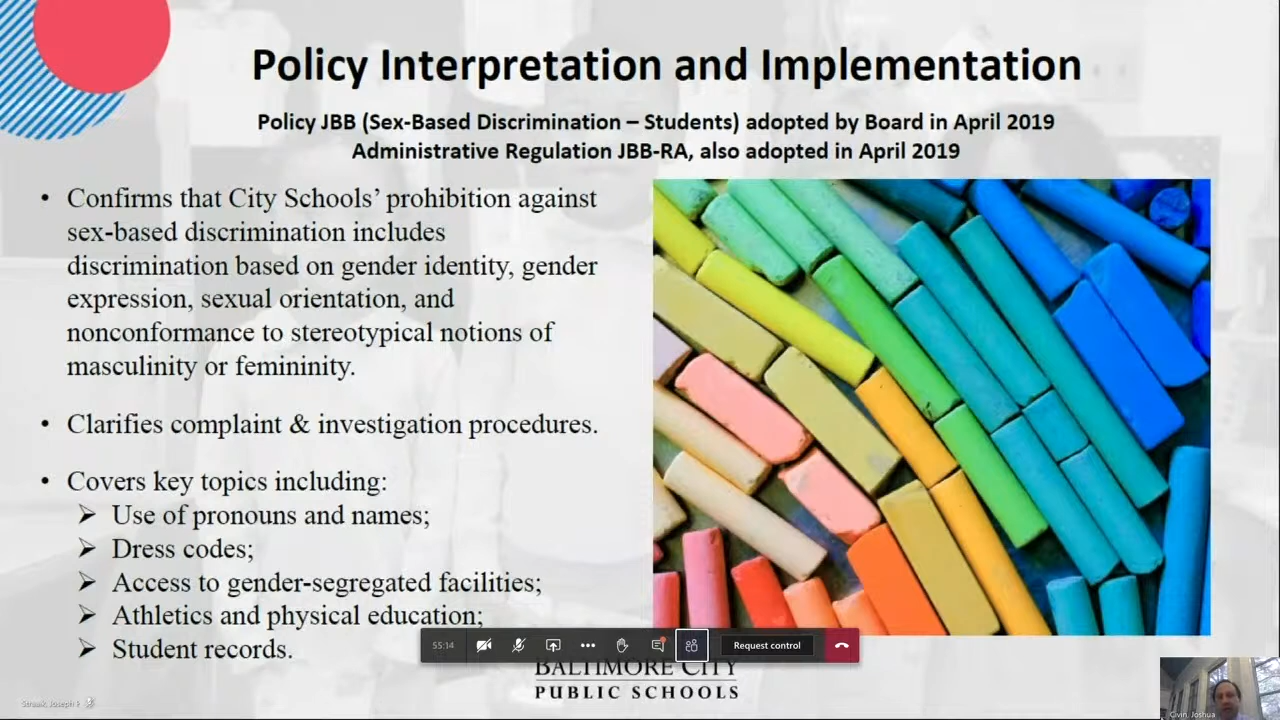 Policy Interpretation and Implementation
Policy JBB (Sex-Based Discrimination – Students) adopted by Board in April 2019
Administrative Regulation JBB-RA, also adopted in April 2019
• Confirms that City Schools’ prohibition against
sex-based discrimination includes
discrimination based on gender identity, gender
expression, sexual orientation, and
nonconformance to stereotypical notions of
masculinity or femininity.
• Clarifies complaint & investigation procedures.
• Covers key topics including:
➢ Use of pronouns and names;
➢ Dress codes;
➢ Access to gender-segregated facilities;
➢ Athletics and physical education;
➢ Student records.
55:14
Request control
BALTIMORE CITY
PUBLIC SCHOOLS
Joseph
Civin, Joshua